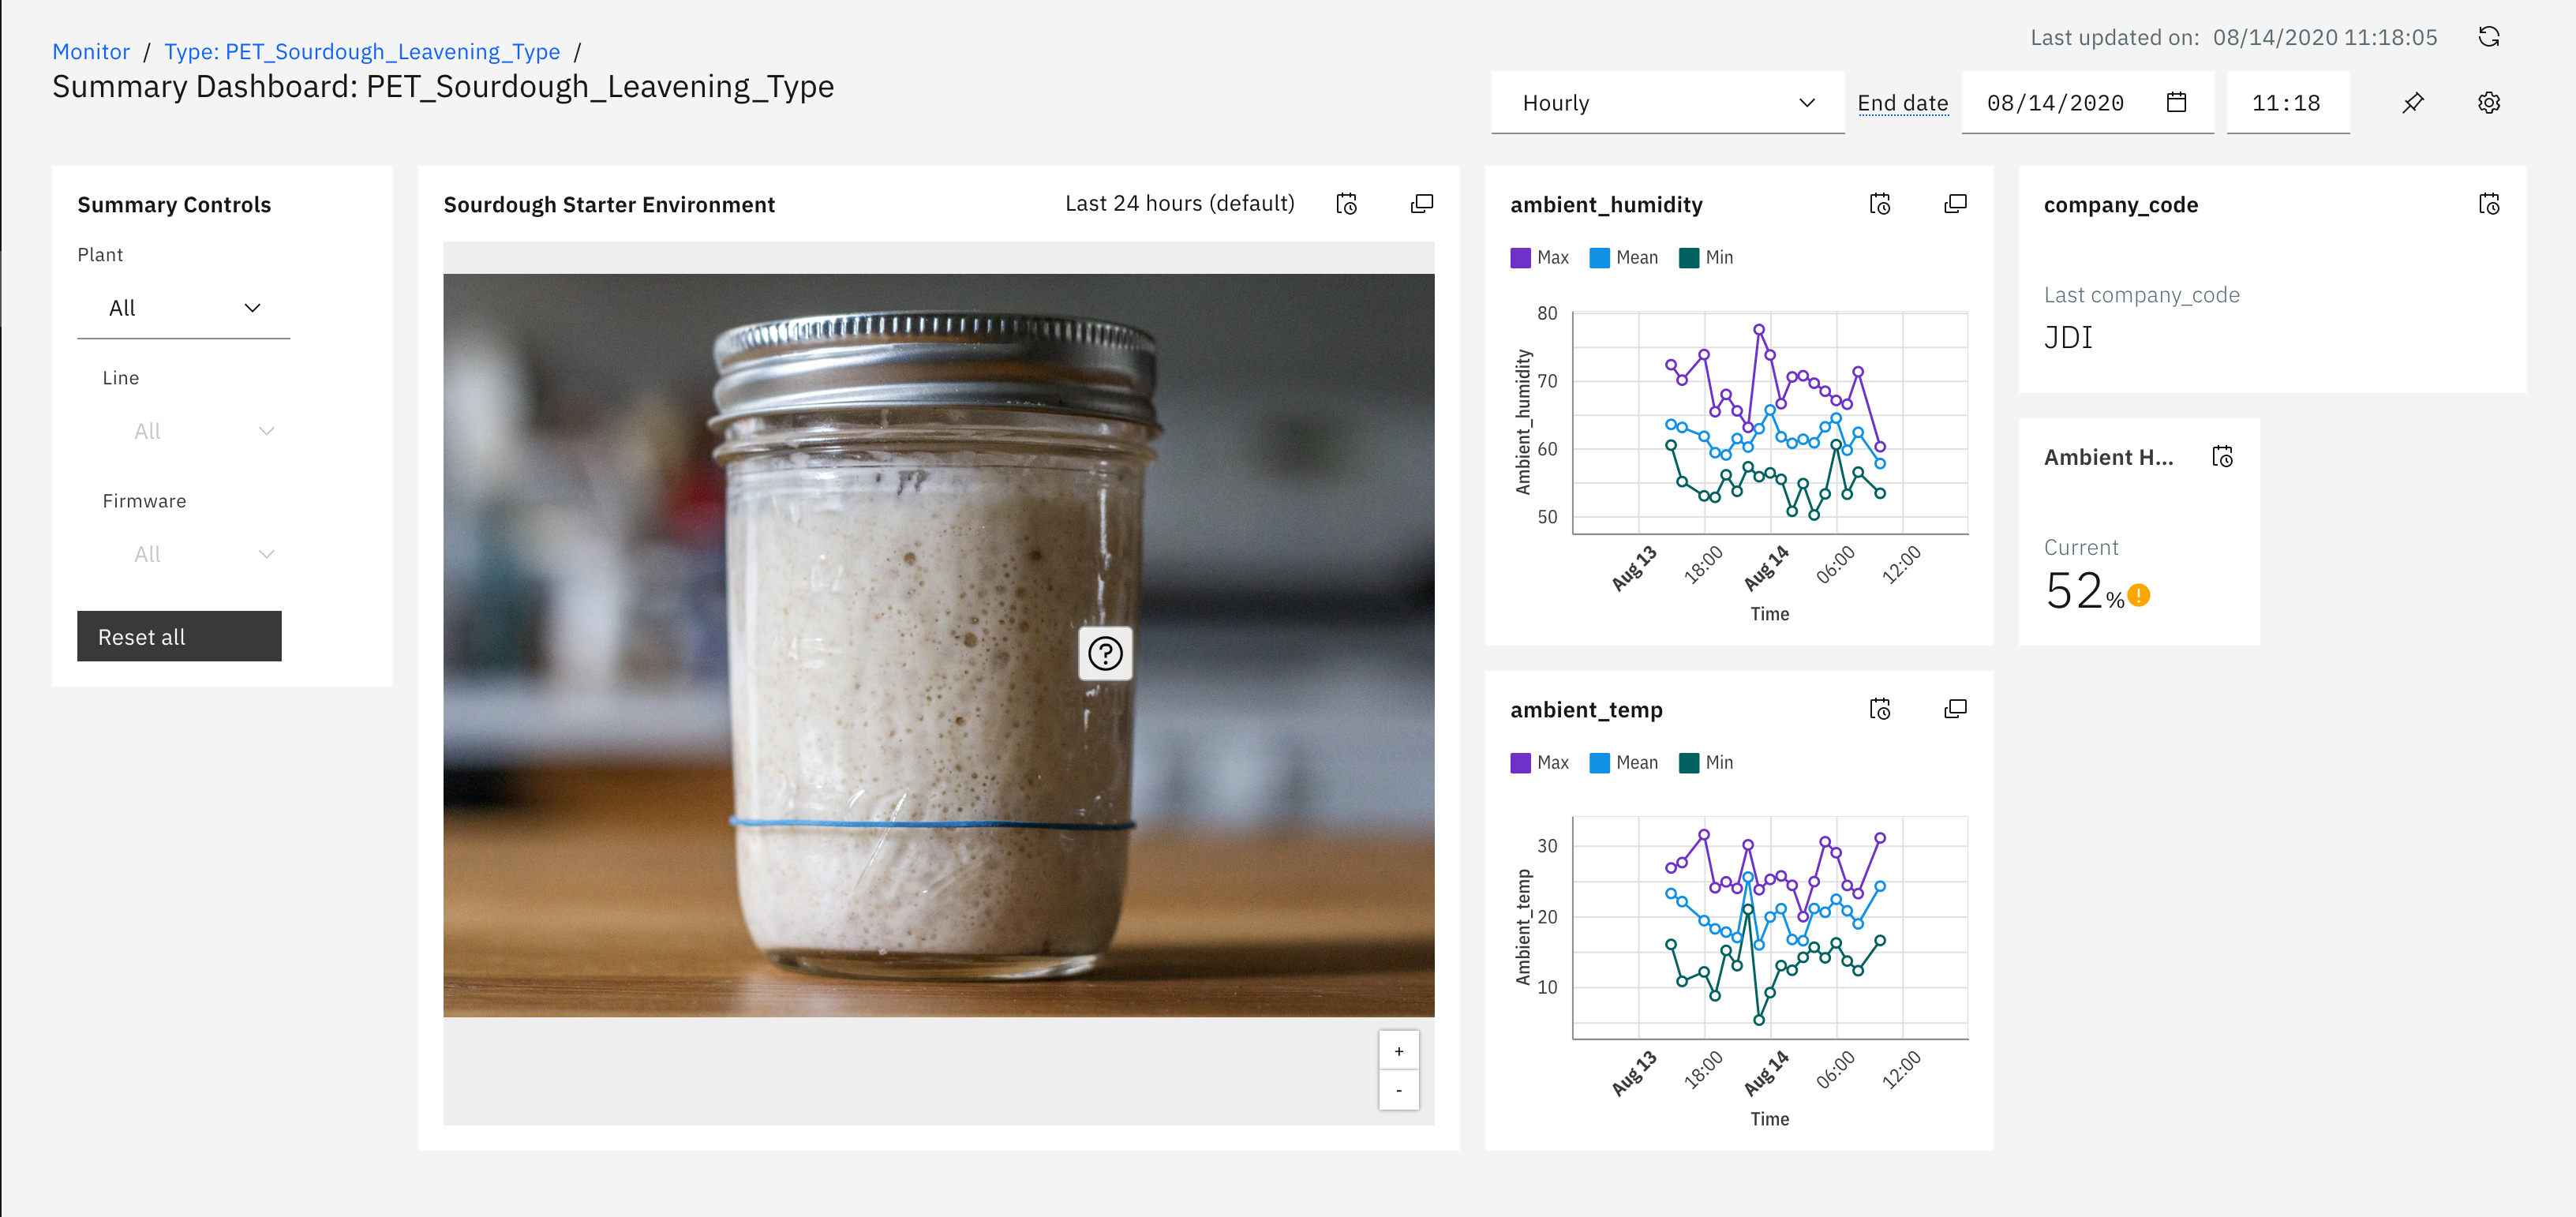 Monitor / Type: PET_Sourdough_Leavening_Type /
Summary Dashboard: PET_Sourdough_Leavening_Type
Last updated on: 08/14/2020 11:18:05
Hourly
End date
08/14/2020
11:18
Summary Controls
Plant
All
Line
All
Firmware
All
Reset all
Sourdough Starter Environment
Last 24 hours (default)
?
+
-
ambient_humidity
Max Mean Min
80
70
60
50
Ambient_humidity
Aug 13 18:00 Aug 14 06:00 12:00
Time
ambient_temp
Max Mean Min
30
20
10
Ambient_temp
Aug 13 18:00 Aug 14 06:00 12:00
Time
company_code
Last company_code
JDI
Ambient H...
Current
52%